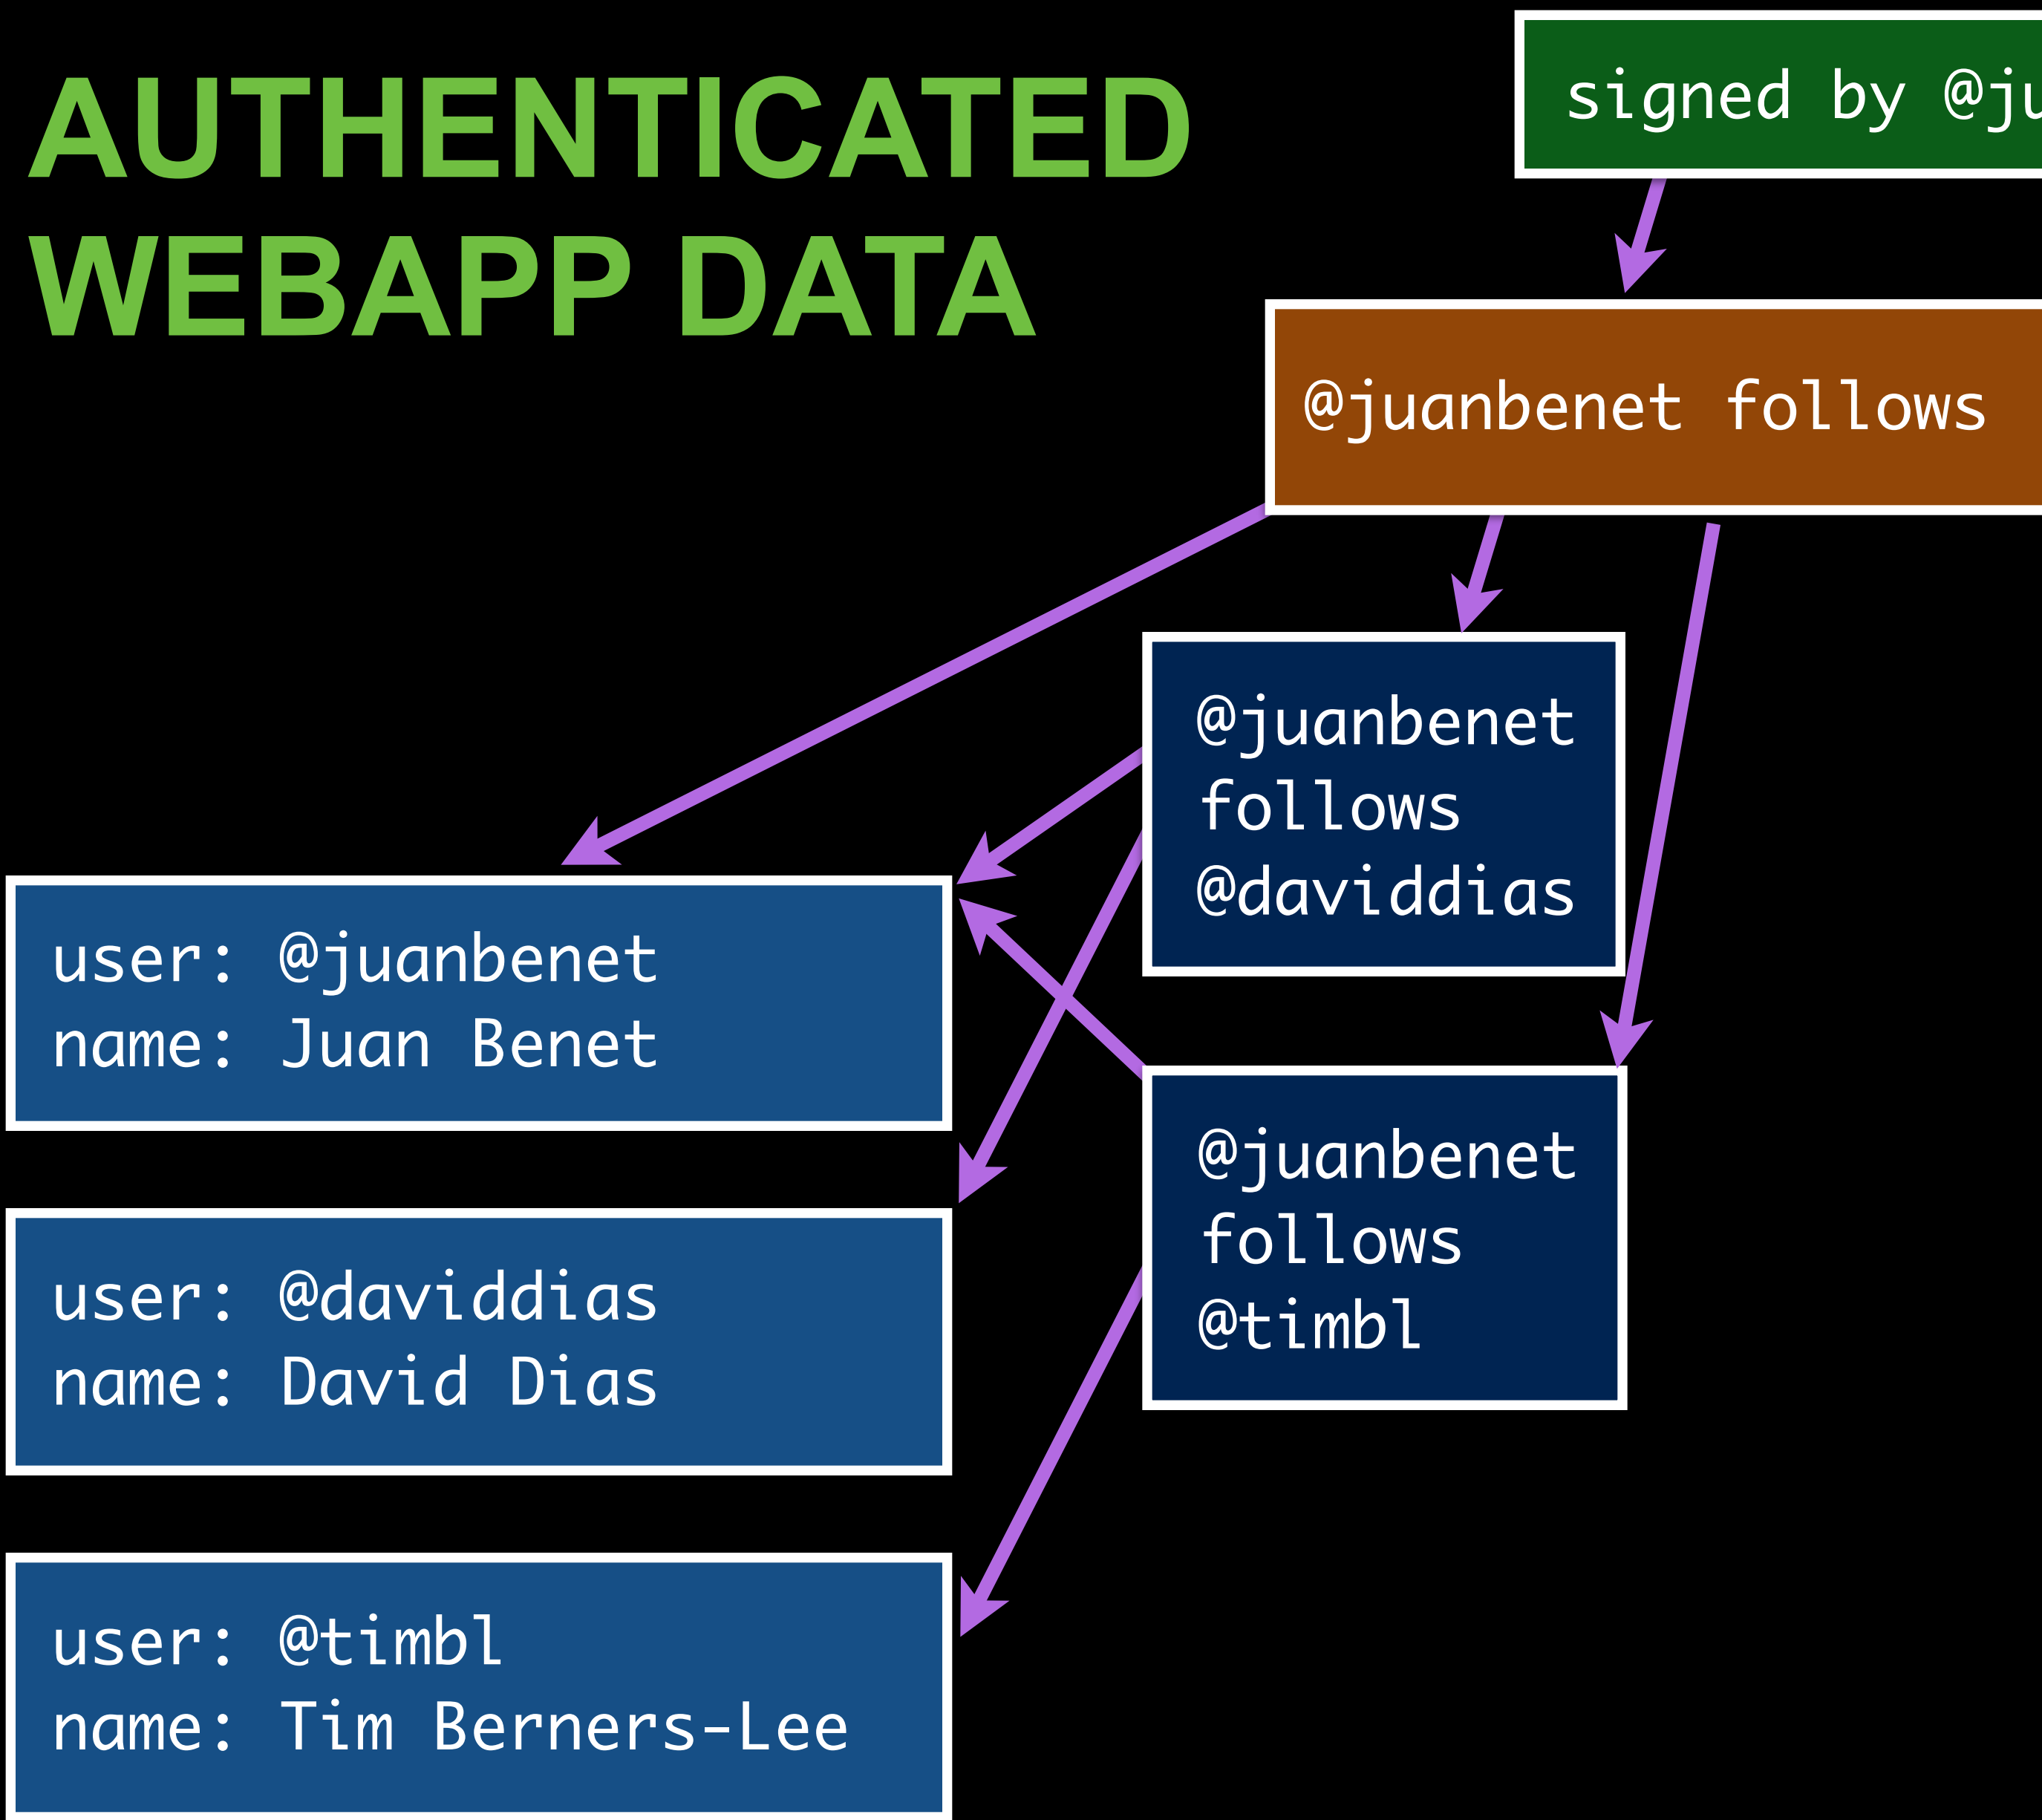 AUTHENTICATED
WEBAPP DATA
signed by @ju
@juanbenet follows
@juanbenet
follows
@daviddias
user: @juanbenet
name: Juan Benet
@juanbenet
follows
@timbl
user: @daviddias
name: David Dias
user: @timbl
name: Tim Berners-Lee